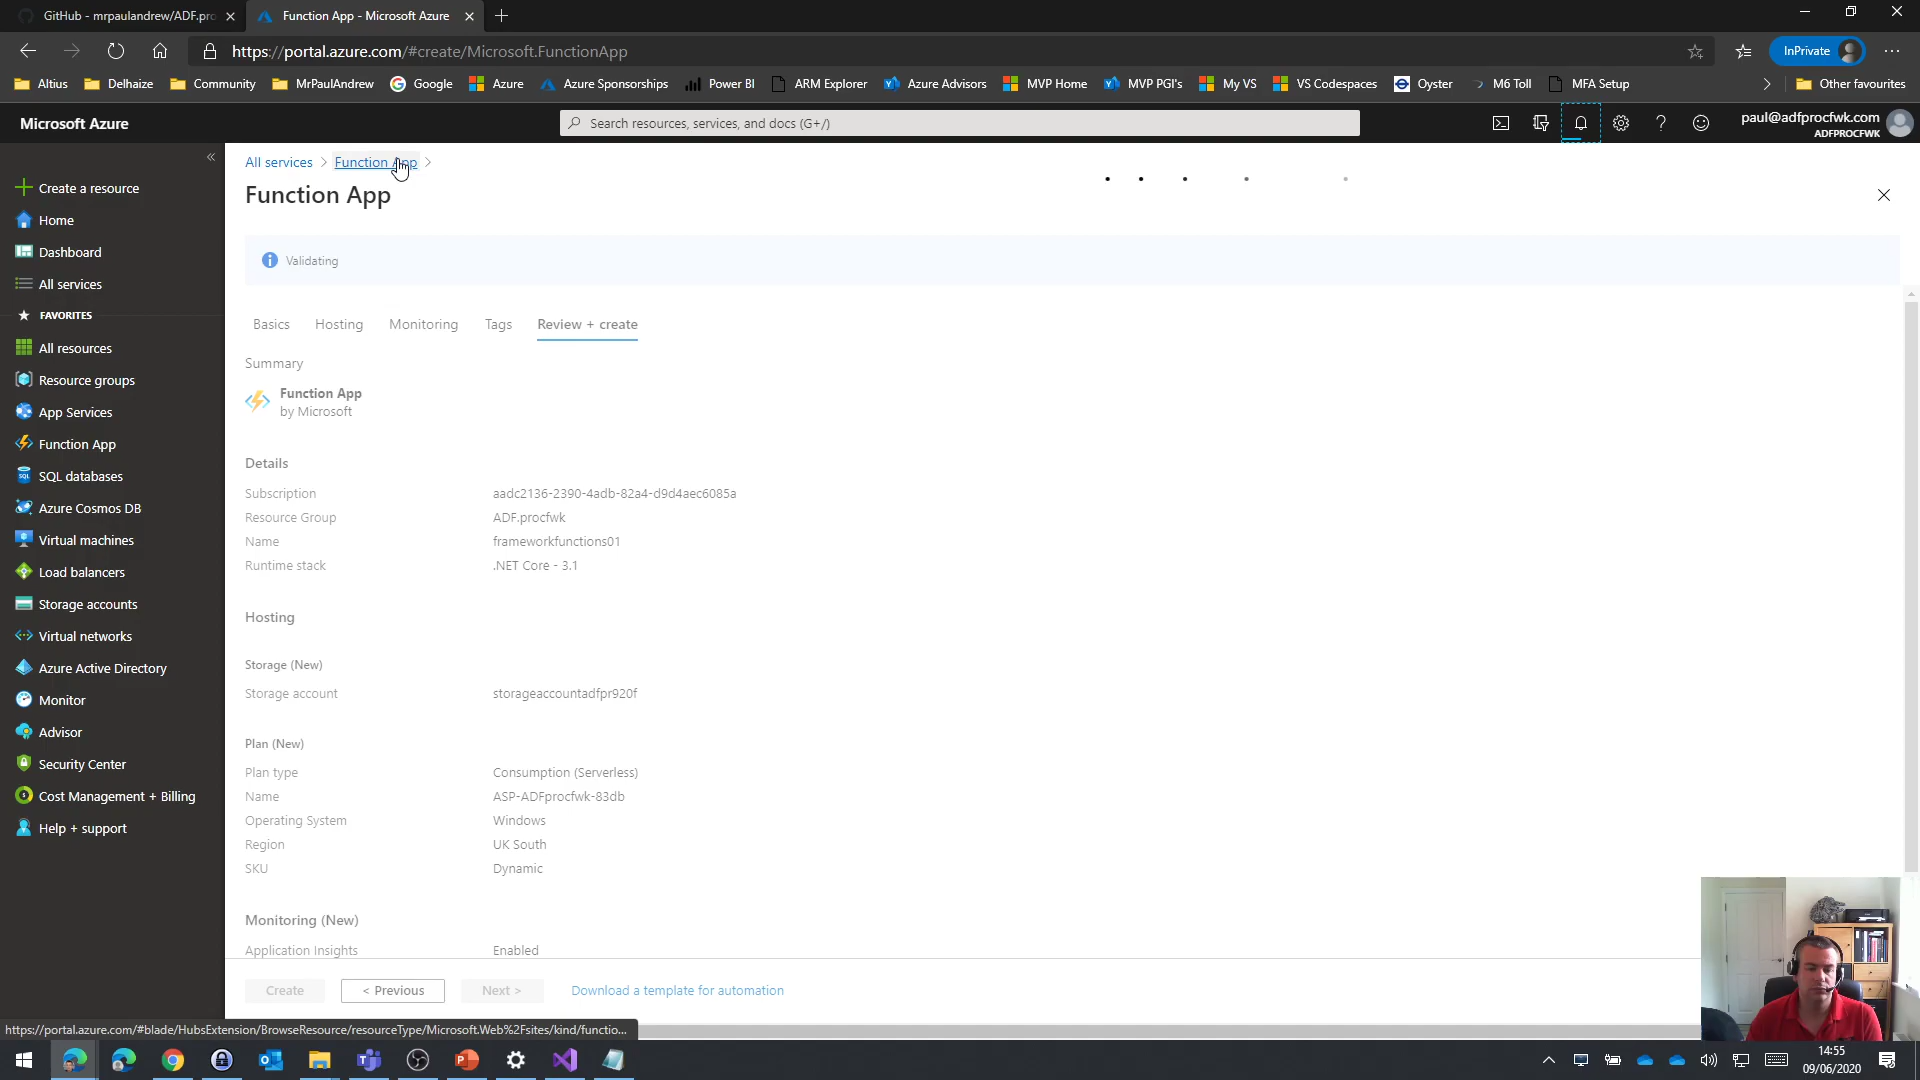 GitHub - mrpaulandrew/ADF.pro
Function App - Microsoft Azure
https://portal.azure.com/#create/Microsoft.FunctionApp
InPrivate
Altius
Delhaize
Community
MrPaulAndrew
Google
Azure
Azure Sponsorships
Power BI
ARM Explorer
Azure Advisors
MVP Home
MVP PGI's
My VS
VS Codespaces
Oyster
M6 Toll
MFA Setup
Other favourites
Microsoft Azure
Search resources, services, and docs (G+/)
paul@adfprocfwk.com
ADFPROCFWK
Create a resource
Home
Dashboard
All services
FAVORITES
All resources
Resource groups
App Services
Function App
SQL databases
Azure Cosmos DB
Virtual machines
Load balancers
Storage accounts
Virtual networks
Azure Active Directory
Monitor
Advisor
Security Center
Cost Management + Billing
Help + support
All services > Function App >
Function App
Validating
Basics Hosting Monitoring Tags Review + create
Summary
Function App
by Microsoft
Details
Subscription aadc2136-2390-4adb-82a4-d9d4aec6085a
Resource Group ADF.procfwk
Name frameworkfunctions01
Runtime stack .NET Core - 3.1
Hosting
Storage (New)
Storage account storageaccountadfpr920f
Plan (New)
Plan type Consumption (Serverless)
Name ASP-ADFprocfwk-83db
Operating System Windows
Region UK South
SKU Dynamic
Monitoring (New)
Application Insights Enabled
Create < Previous Next > Download a template for automation
https://portal.azure.com/#blade/HubsExtension/BrowseResource/resourceType/Microsoft.Web%2Fsites/kind/functio...
14:55
09/06/2020